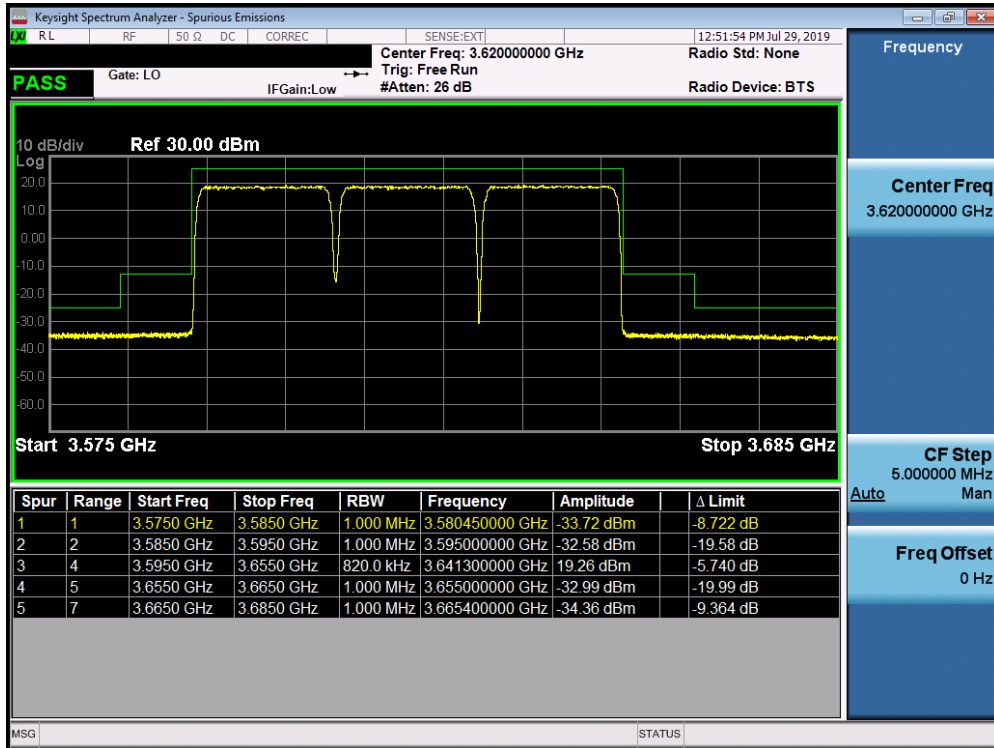 Keysight Spectrum Analyzer - Spurious Emissions
LXI RL RF 50 Ω DC CORREC SENSE:EXT 12:51:54 PM Jul 29, 2019
Center Freq: 3.620000000 GHz Radio Std: None
Gate: LO Trig: Free Run
PASS IFGain:Low #Atten: 26 dB Radio Device: BTS
Frequency
10 dB/div Ref 30.00 dBm
Log
20.0
10.0
0.00
-10.0
-20.0
-30.0
-40.0
-50.0
-60.0
Start 3.575 GHz Stop 3.685 GHz
Center Freq
3.620000000 GHz
CF Step
5.000000 MHz
Auto Man
Freq Offset
0 Hz
Spur Range Start Freq Stop Freq RBW Frequency Amplitude Δ Limit
1 1 3.5750 GHz 3.5850 GHz 1.000 MHz 3.580450000 GHz -33.72 dBm -8.722 dB
2 2 3.5850 GHz 3.5950 GHz 1.000 MHz 3.595000000 GHz -32.58 dBm -19.58 dB
3 4 3.5950 GHz 3.6550 GHz 820.0 kHz 3.641300000 GHz 19.26 dBm -5.740 dB
4 5 3.6550 GHz 3.6650 GHz 1.000 MHz 3.655000000 GHz -32.99 dBm -19.99 dB
5 7 3.6650 GHz 3.6850 GHz 1.000 MHz 3.665400000 GHz -34.36 dBm -9.364 dB
MSG STATUS